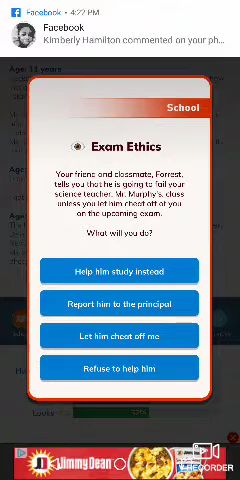 Facebook • 4:22 PM
Facebook
Kimberly Hamilton commented on your ph...
Age: 11 years
School
Exam Ethics
Your friend and classmate, Forrest,
tells you that he is going to fail your
science teacher, Mr. Murphy's, class
unless you let him cheat off of you
on the upcoming exam.
What will you do?
Help him study instead
Report him to the principal
Let him cheat off me
Refuse to help him
Looks
Jimmy Dean
RECORDER